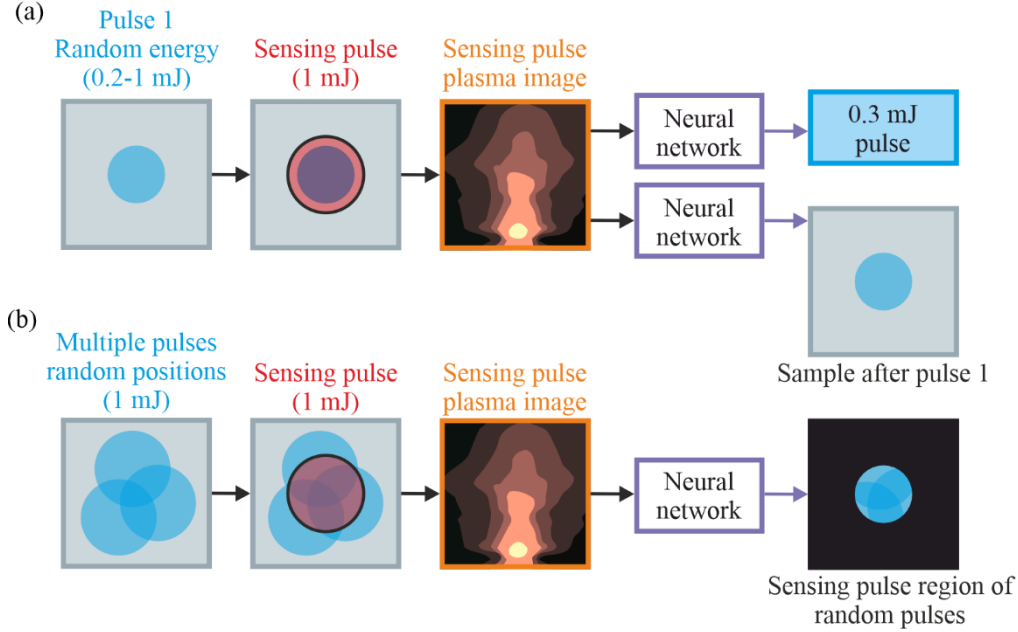 (a)
Pulse 1
Random energy
(0.2-1 mJ)
Sensing pulse
(1 mJ)
Sensing pulse
plasma image
Neural
network
0.3 mJ
pulse
Neural
network
Sample after pulse 1
(b)
Multiple pulses
random positions
(1 mJ)
Sensing pulse
(1 mJ)
Sensing pulse
plasma image
Neural
network
Sensing pulse region of
random pulses